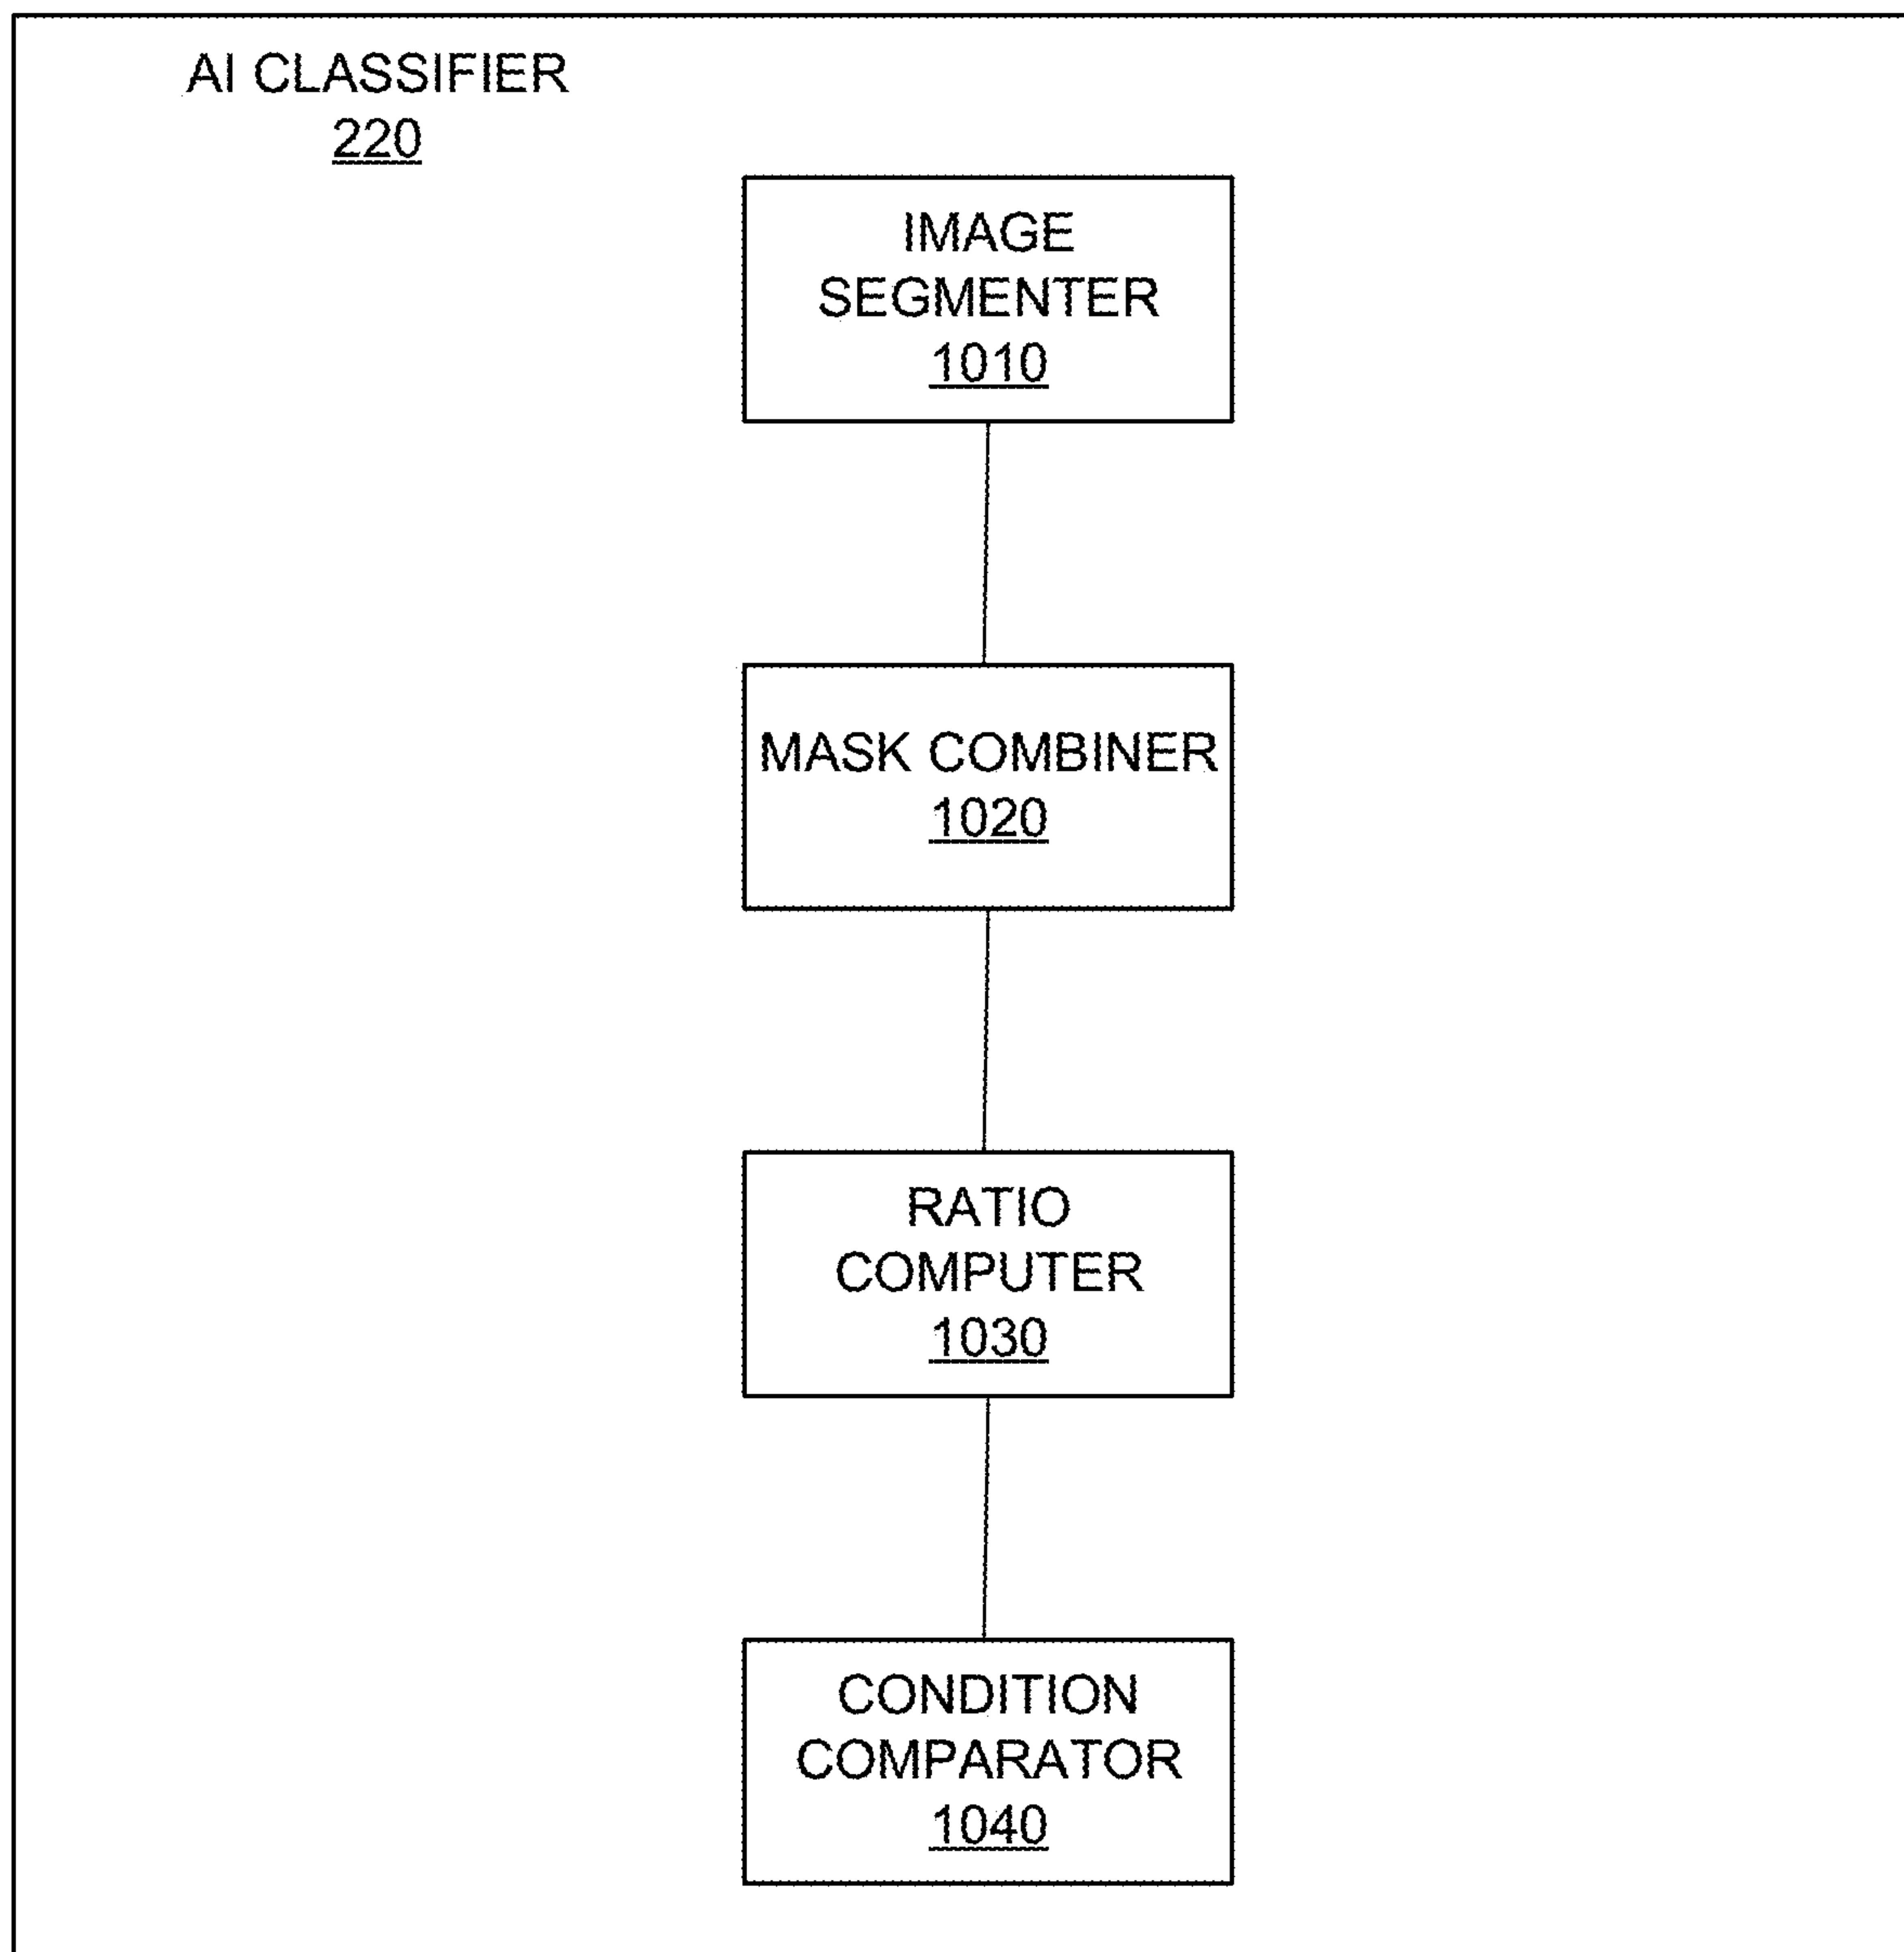 AI CLASSIFIER
220
IMAGE
SEGMENTER
1010
MASK COMBINER
1020
RATIO
COMPUTER
1030
CONDITION
COMPARATOR
1040